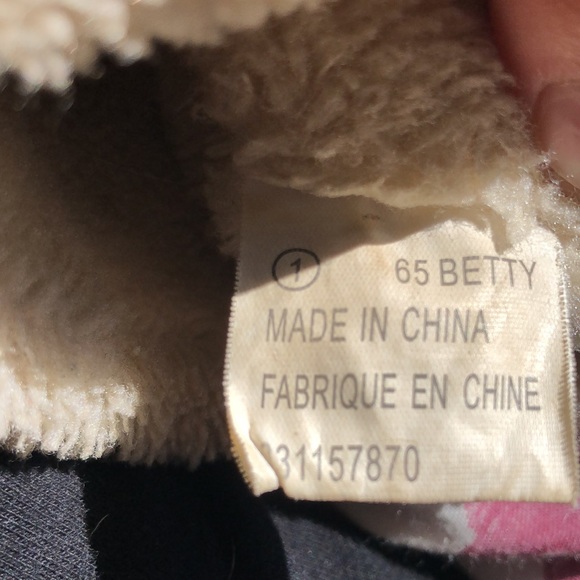 ① 65 BETTY
MADE IN CHINA
FABRIQUE EN CHINE
31157870